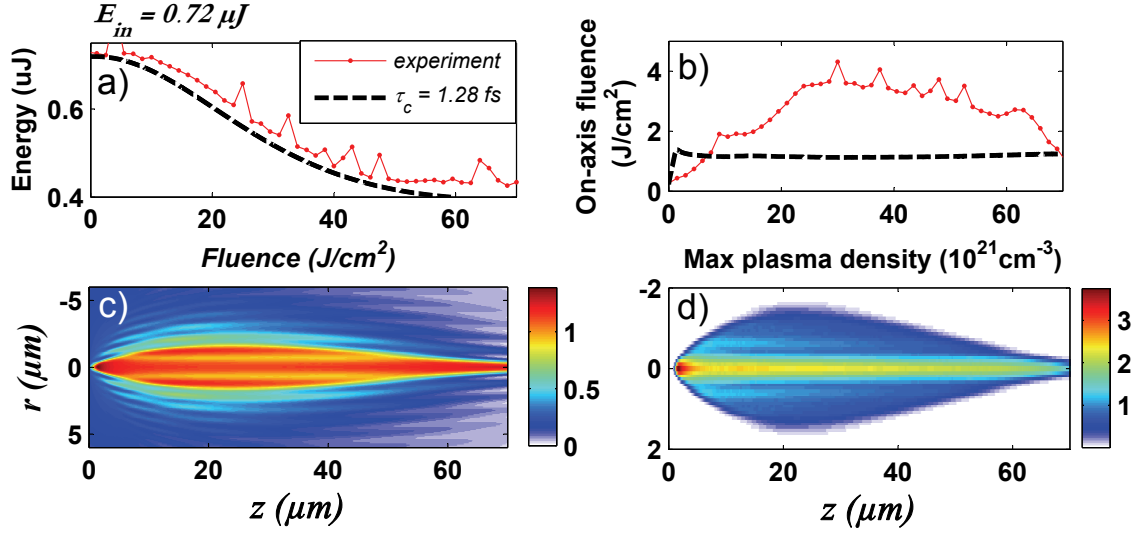 E_in = 0.72 μJ
a)
Energy (uJ)
0.6
0.4
0 20 40 60
experiment
τ_c = 1.28 fs
b)
On-axis fluence
(J/cm²)
4
2
0
0 20 40 60
Fluence (J/cm²)
c)
r (μm)
-5
0
5
0 20 40 60
z (μm)
1
0.5
0
Max plasma density (10²¹cm⁻³)
d)
-2
0
2
0 20 40 60
z (μm)
3
2
1